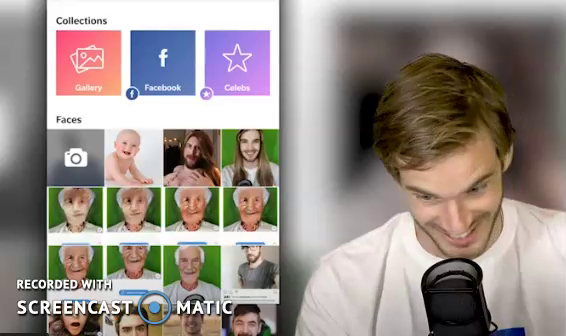 Collections
Gallery
f
Facebook
f
Celebs
Faces
RECORDED WITH
SCREENCAST MATIC